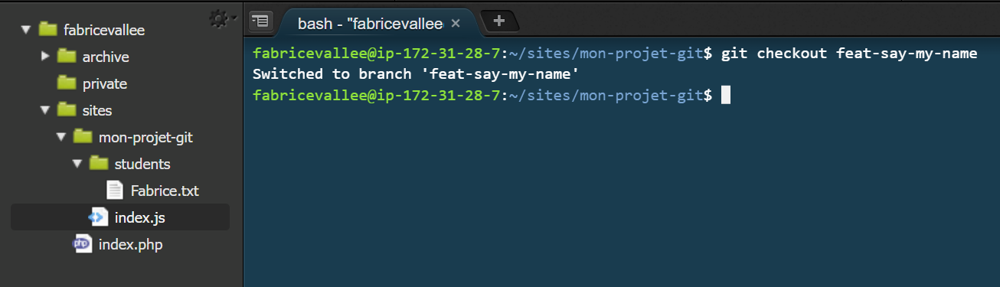 fabricevallee
archive
private
sites
mon-projet-git
students
Fabrice.txt
index.js
php index.php
bash - "fabricevallee
fabricevallee@ip-172-31-28-7:~/sites/mon-projet-git$ git checkout feat-say-my-name
Switched to branch 'feat-say-my-name'
fabricevallee@ip-172-31-28-7:~/sites/mon-projet-git$